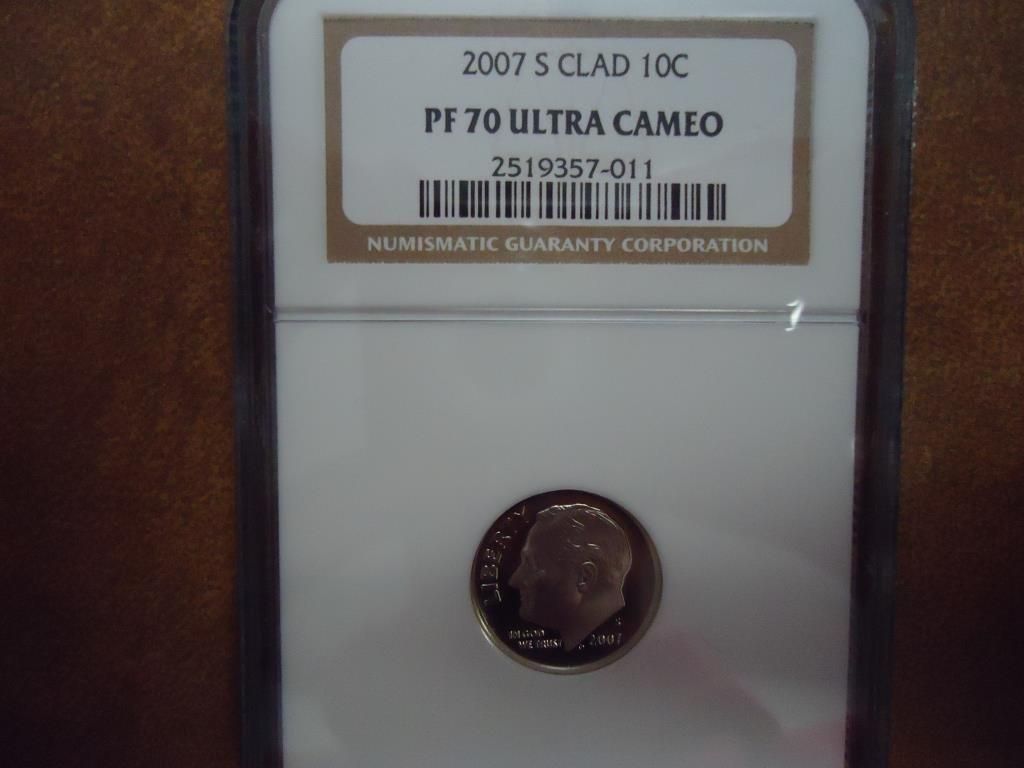 2007 S CLAD 10C
PF 70 ULTRA CAMEO
2519357-011
NUMISMATIC GUARANTY CORPORATION
LIBERTY
IN GOD
WE TRUST
S
2007